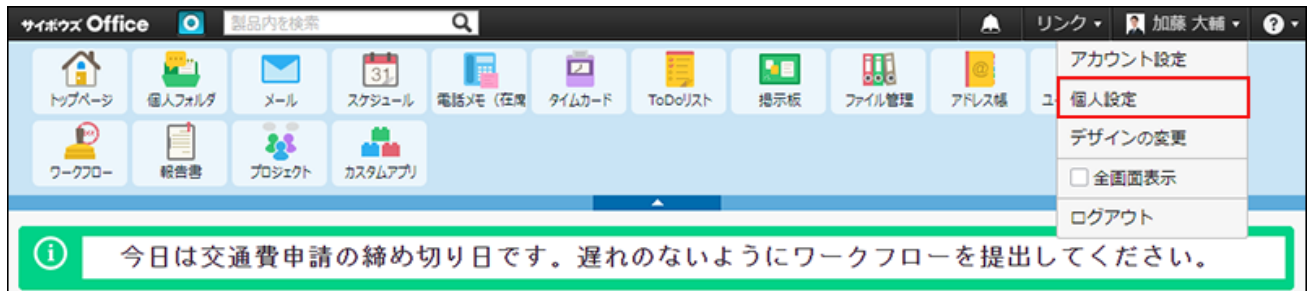 サイボウズ Office 製品内を検索 リンク 加藤 大輔 ?
アカウント設定
個人設定
デザインの変更
全画面表示
ログアウト
31
トップページ 個人フォルダ メール スケジュール 電話メモ（在席 タイムカード ToDoリスト 掲示板 ファイル管理 アドレス帳 ユー
ワークフロー 報告書 プロジェクト カスタムアプリ
今日は交通費申請の締め切り日です。遅れのないようにワークフローを提出してください。